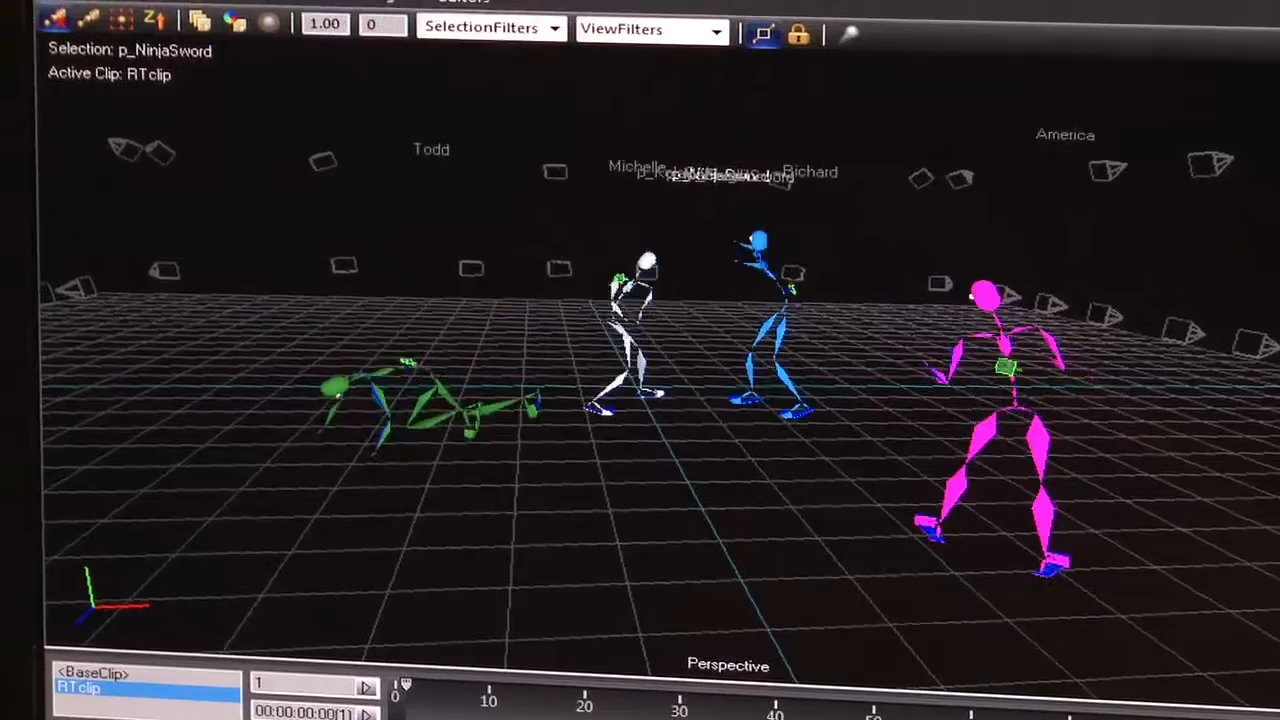 1.00
0
SelectionFilters
ViewFilters
Selection: p_NinjaSword
Active Clip: RTclip
Todd
America
Michelle
Richard
Perspective
<BaseClip>
RTclip
1
0
10
20
30
40
00:00:00:00(1)